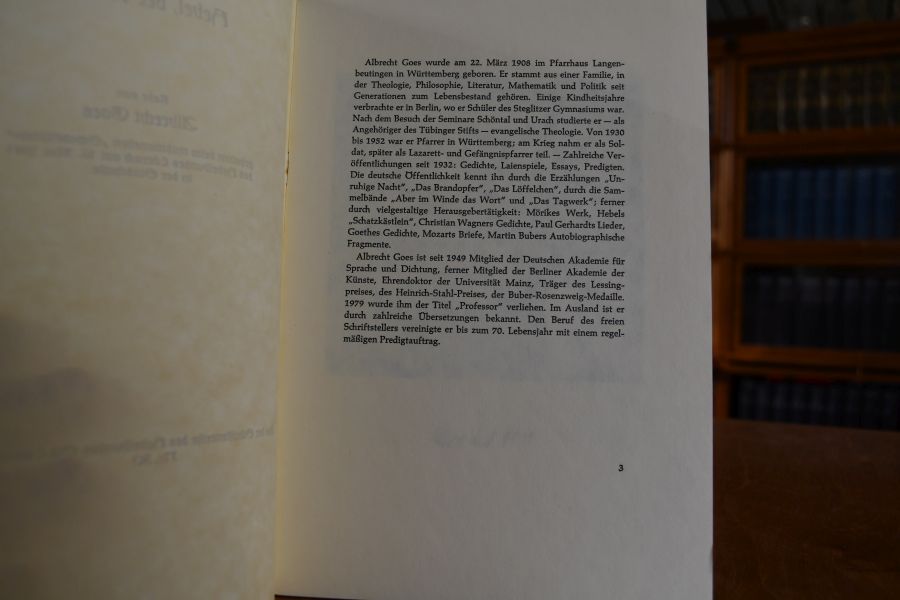 Albrecht Goes wurde am 22. März 1908 im Pfarrhaus Langen-
beutingen in Württemberg geboren. Er stammt aus einer Familie, in
der Theologie, Philosophie, Literatur, Mathematik und Politik seit
Generationen zum Lebensbestand gehören. Einige Kindheitsjahre
verbrachte er in Berlin, wo er Schüler des Steglitzer Gymnasiums war.
Nach dem Besuch der Seminare Schöntal und Urach studierte er — als
Angehöriger des Tübinger Stifts — evangelische Theologie. Von 1930
bis 1952 war er Pfarrer in Württemberg; am Krieg nahm er als Sol-
dat, später als Lazarett- und Gefängnispfarrer teil. — Zahlreiche Ver-
öffentlichungen seit 1932: Gedichte, Laienspiele, Essays, Predigten.
Die deutsche Öffentlichkeit kennt ihn durch die Erzählungen „Un-
ruhige Nacht“, „Das Brandopfer“, „Das Löffelchen“, durch die Sam-
melbände „Aber im Winde das Wort“ und „Das Tagwerk“; ferner
durch vielgestaltige Herausgebertätigkeit: Mörikes Werk, Hebels
„Schatzkästlein“, Christian Wagners Gedichte, Paul Gerhardts Lieder,
Goethes Gedichte, Mozarts Briefe, Martin Bubers Autobiographische
Fragmente.
Albrecht Goes ist seit 1949 Mitglied der Deutschen Akademie für
Sprache und Dichtung, ferner Mitglied der Berliner Akademie der
Künste, Ehrendoktor der Universität Mainz, Träges des Lessing-
preises, des Heinrich-Stahl-Preises, der Buber-Rosenzweig-Medaille.
1979 wurde ihm der Titel „Professor“ verliehen. Im Ausland ist er
durch zahlreiche Übersetzungen bekannt. Den Beruf des freien
Schriftstellers vereinigte er bis zum 70. Lebensjahr mit einem regel-
mäßigen Predigtauftrag.
3